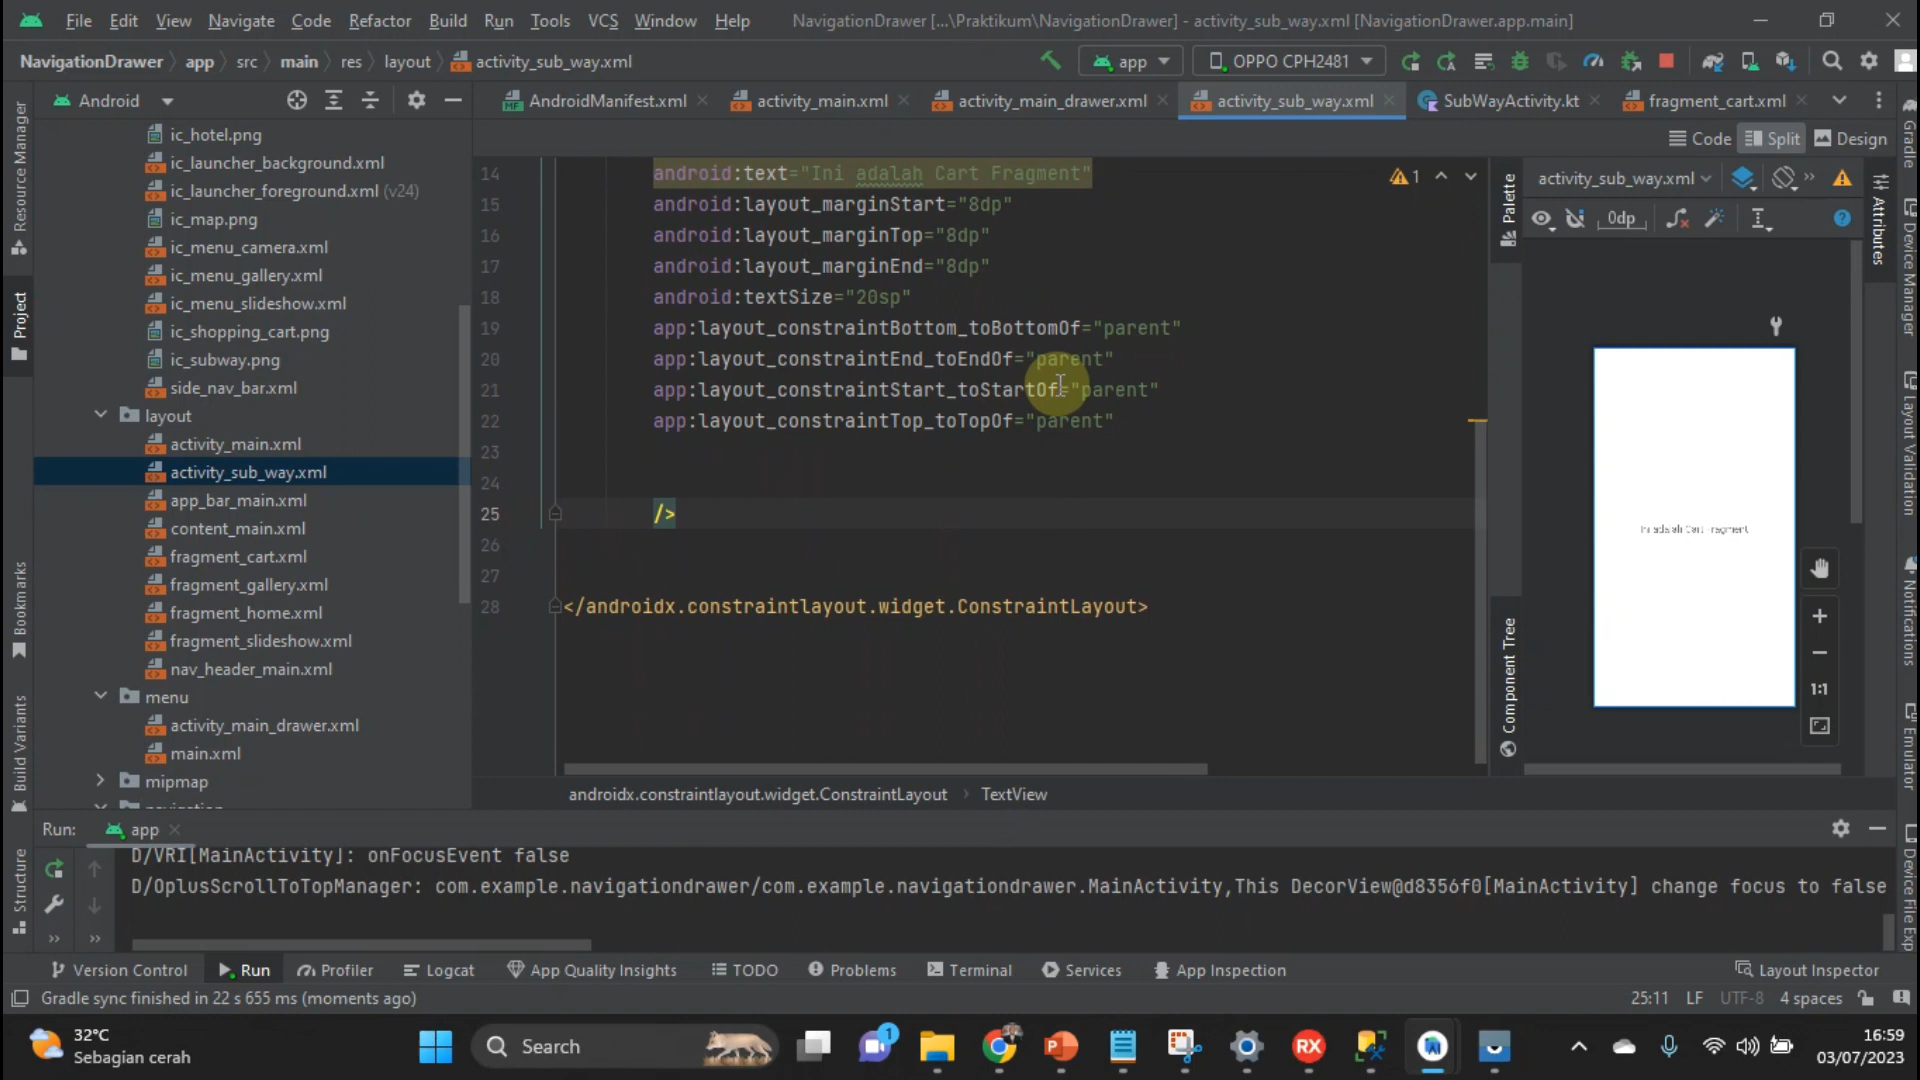 File Edit View Navigate Code Refactor Build Run Tools VCS Window Help NavigationDrawer [...\Praktikum\NavigationDrawer] - activity_sub_way.xml [NavigationDrawer.app.main]
NavigationDrawer app src main res layout activity_sub_way.xml app OPPO CPH2481
Android AndroidManifest.xml activity_main.xml activity_main_drawer.xml activity_sub_way.xml SubWayActivity.kt fragment_cart.xml
Code Split Design
Resource Manager
Project
Bookmarks
Build Variants
Structure
ic_hotel.png
ic_launcher_background.xml
ic_launcher_foreground.xml (v24)
ic_map.png
ic_menu_camera.xml
ic_menu_gallery.xml
ic_menu_slideshow.xml
ic_shopping_cart.png
ic_subway.png
side_nav_bar.xml
layout
activity_main.xml
activity_sub_way.xml
app_bar_main.xml
content_main.xml
fragment_cart.xml
fragment_gallery.xml
fragment_home.xml
fragment_slideshow.xml
nav_header_main.xml
menu
activity_main_drawer.xml
main.xml
mipmap
14 android:text="Ini adalah Cart Fragment"
15 android:layout_marginStart="8dp"
16 android:layout_marginTop="8dp"
17 android:layout_marginEnd="8dp"
18 android:textSize="20sp"
19 app:layout_constraintBottom_toBottomOf="parent"
20 app:layout_constraintEnd_toEndOf="parent"
21 app:layout_constraintStart_toStartOf="parent"
22 app:layout_constraintTop_toTopOf="parent"
23
24
25 />
26
27
28 </androidx.constraintlayout.widget.ConstraintLayout>
1
androidx.constraintlayout.widget.ConstraintLayout TextView
Palette
Component Tree
activity_sub_way.xml
0dp
Ini adalah Cart Fragment
1:1
Attributes
Gradle
Device Manager
Layout Validation
Notifications
Emulator
Device File Exp
Run: app
D/VRI[MainActivity]: onFocusEvent false
D/OplusScrollToTopManager: com.example.navigationdrawer/com.example.navigationdrawer.MainActivity,This DecorView@d8356f0[MainActivity] change focus to false
Version Control Run Profiler Logcat App Quality Insights TODO Problems Terminal Services App Inspection Layout Inspector
Gradle sync finished in 22 s 655 ms (moments ago) 25:11 LF UTF-8 4 spaces
32°C
Sebagian cerah
Search
1
RX
16:59
03/07/2023